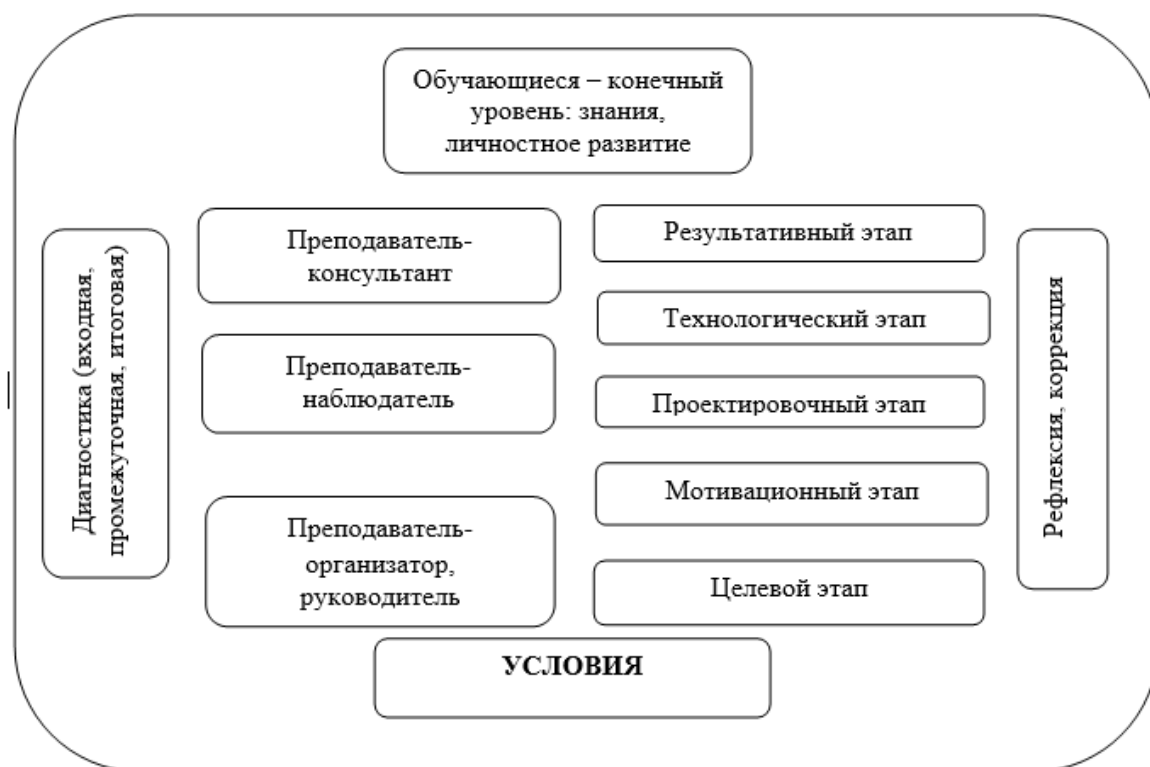 Обучающиеся – конечный
уровень: знания,
личностное развитие
Диагностика (входная,
промежуточная, итоговая)
Преподаватель-
консультант
Преподаватель-
наблюдатель
Преподаватель-
организатор,
руководитель
Результативный этап
Технологический этап
Проектировочный этап
Мотивационный этап
Целевой этап
Рефлексия, коррекция
УСЛОВИЯ